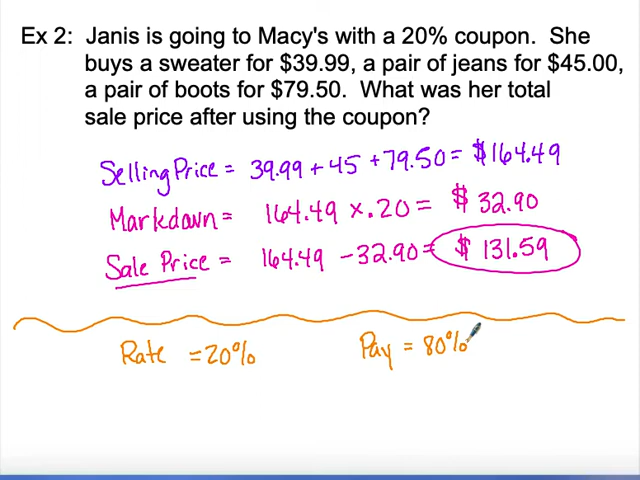 Ex 2: Janis is going to Macy's with a 20% coupon. She
buys a sweater for $39.99, a pair of jeans for $45.00,
a pair of boots for $79.50. What was her total
sale price after using the coupon?
Selling Price = 39.99 + 45 + 79.50 = $164.49
Markdown = 164.49 x .20 = $32.90
Sale Price = 164.49 - 32.90 = $131.59
Rate = 20% Pay = 80%